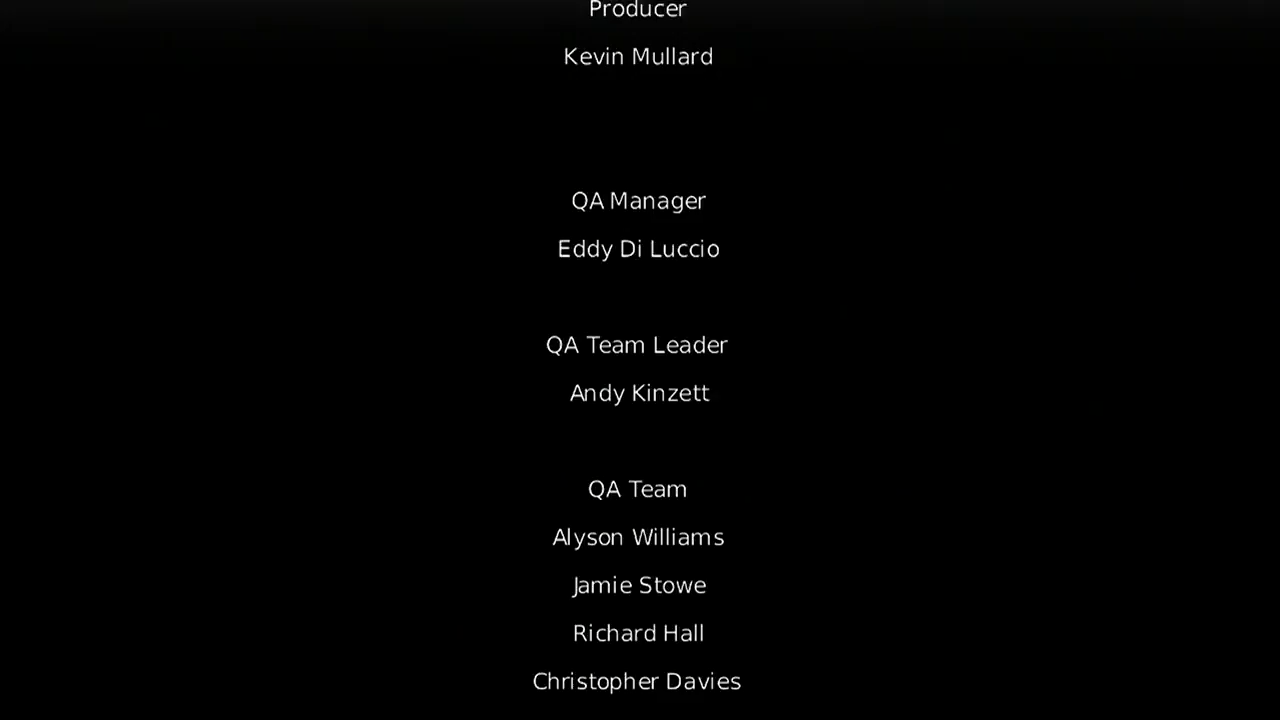 Producer
Kevin Mullard
QA Manager
Eddy Di Luccio
QA Team Leader
Andy Kinzett
QA Team
Alyson Williams
Jamie Stowe
Richard Hall
Christopher Davies